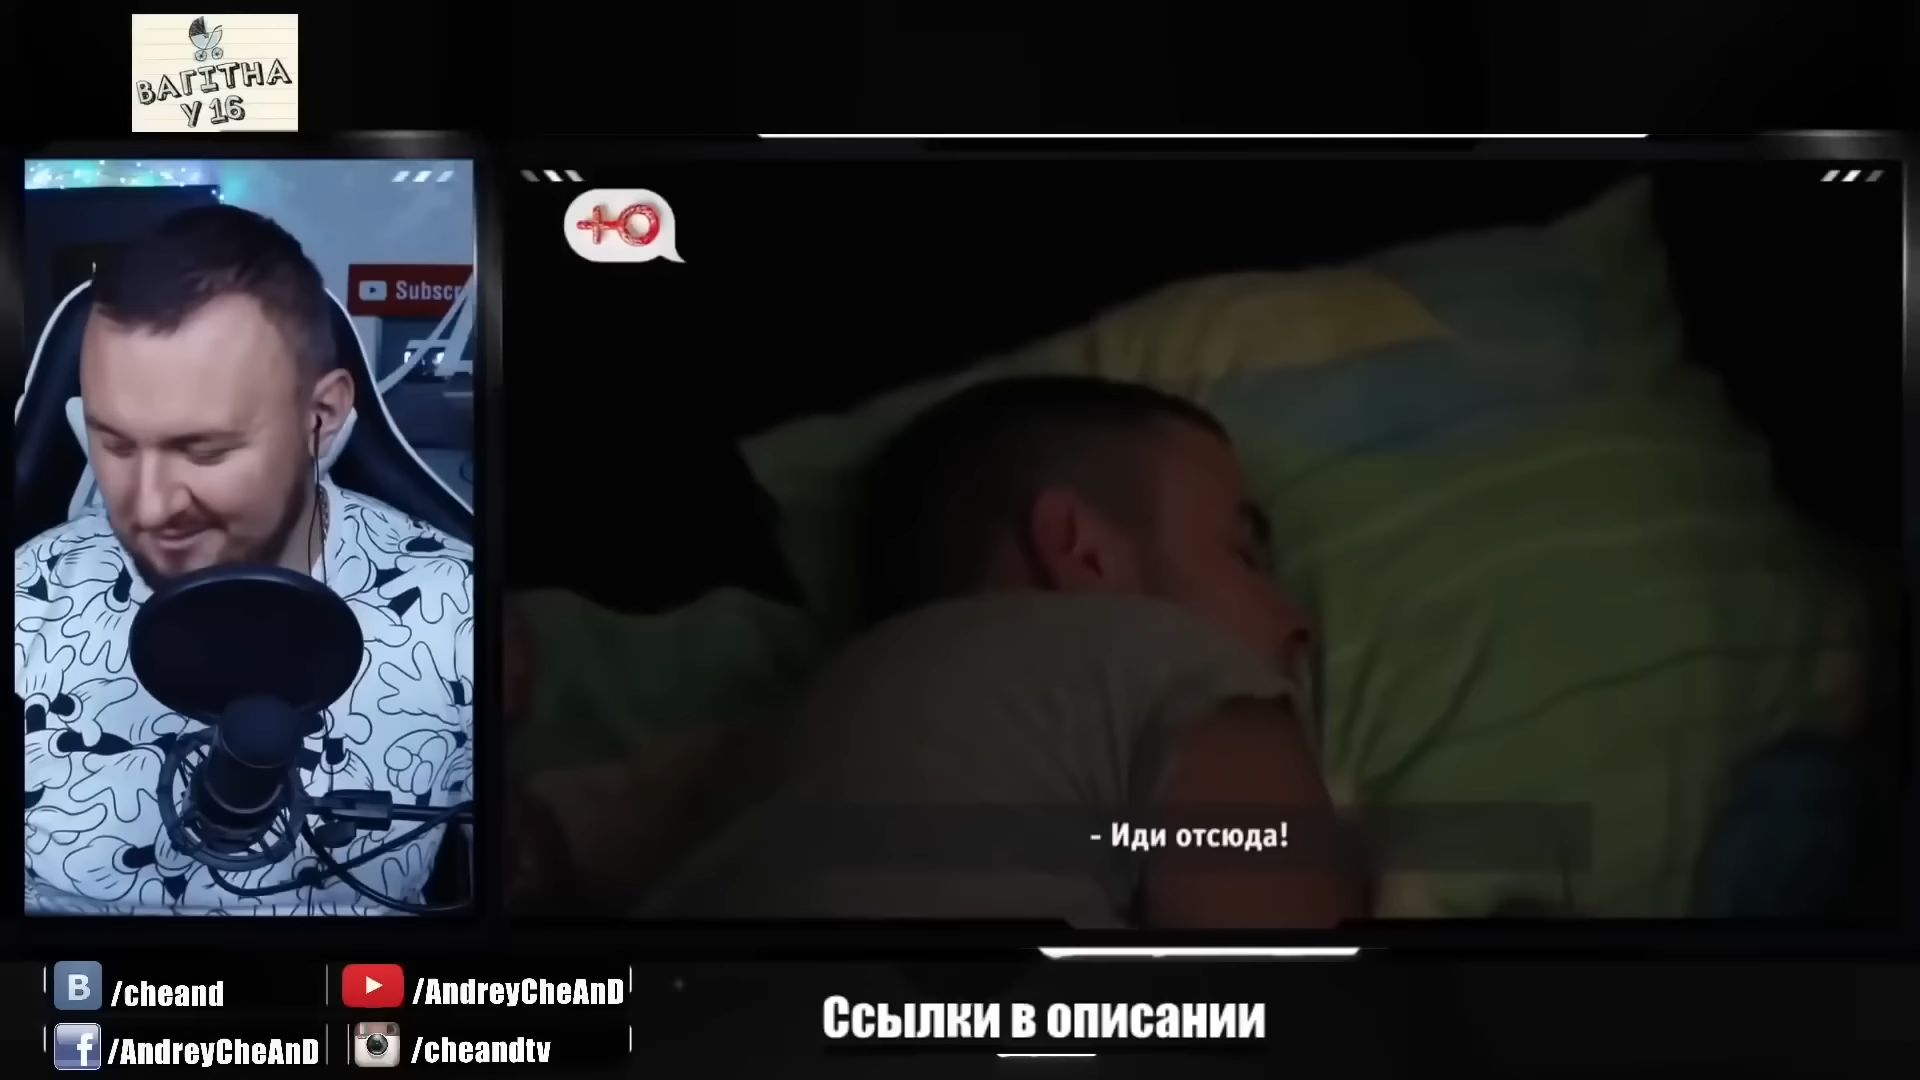 ВАГІТНА
У 16
Subscr
Ю
- Иди отсюда!
B /cheand
/AndreyCheAnD
f /AndreyCheAnD
/cheandtv
Ссылки в описании